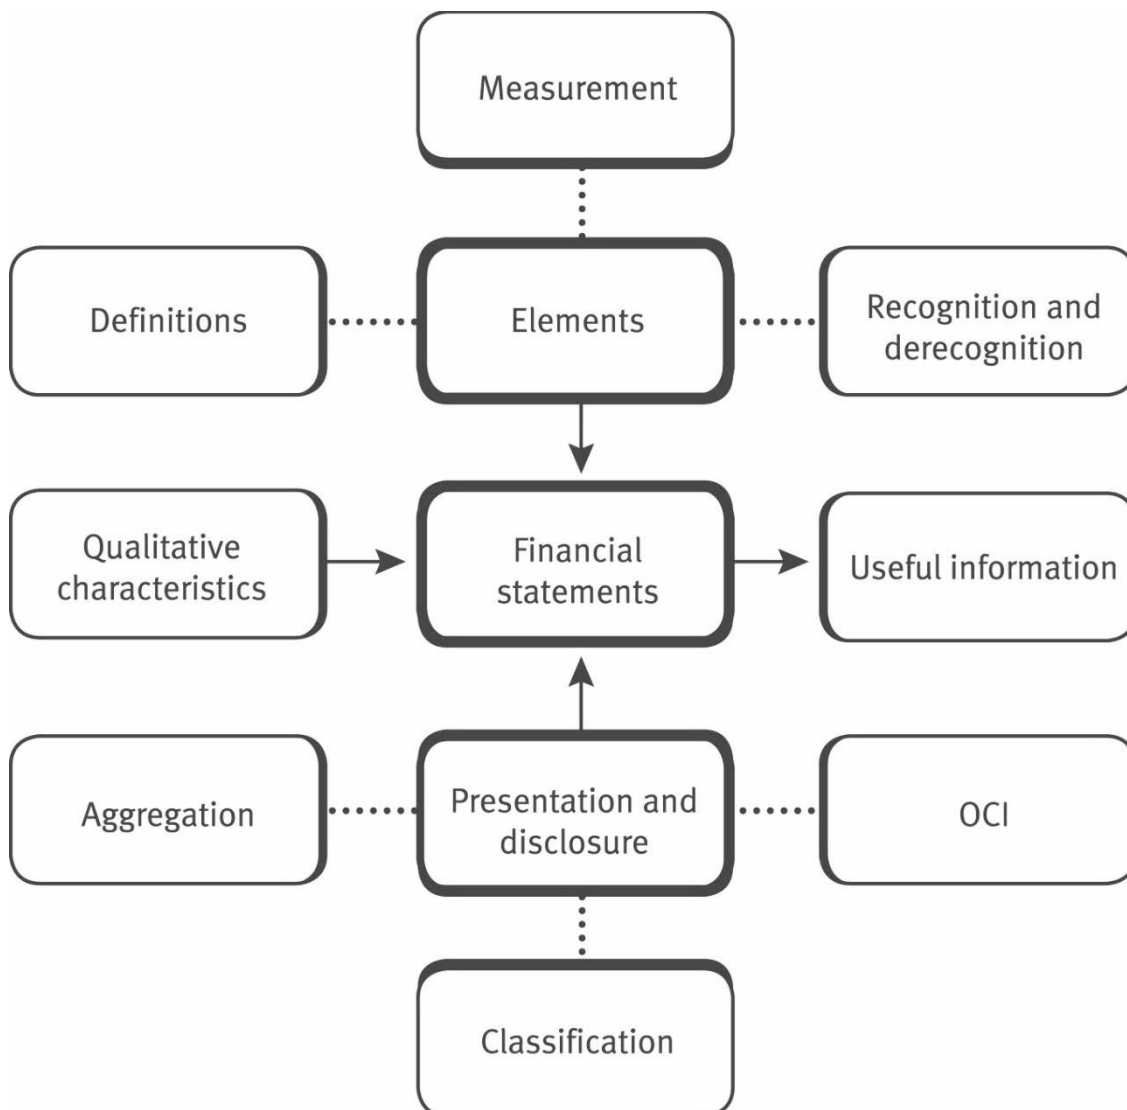 Measurement
Definitions
Elements
Recognition and
derecognition
Qualitative
characteristics
Financial
statements
Useful information
Aggregation
Presentation and
disclosure
OCI
Classification